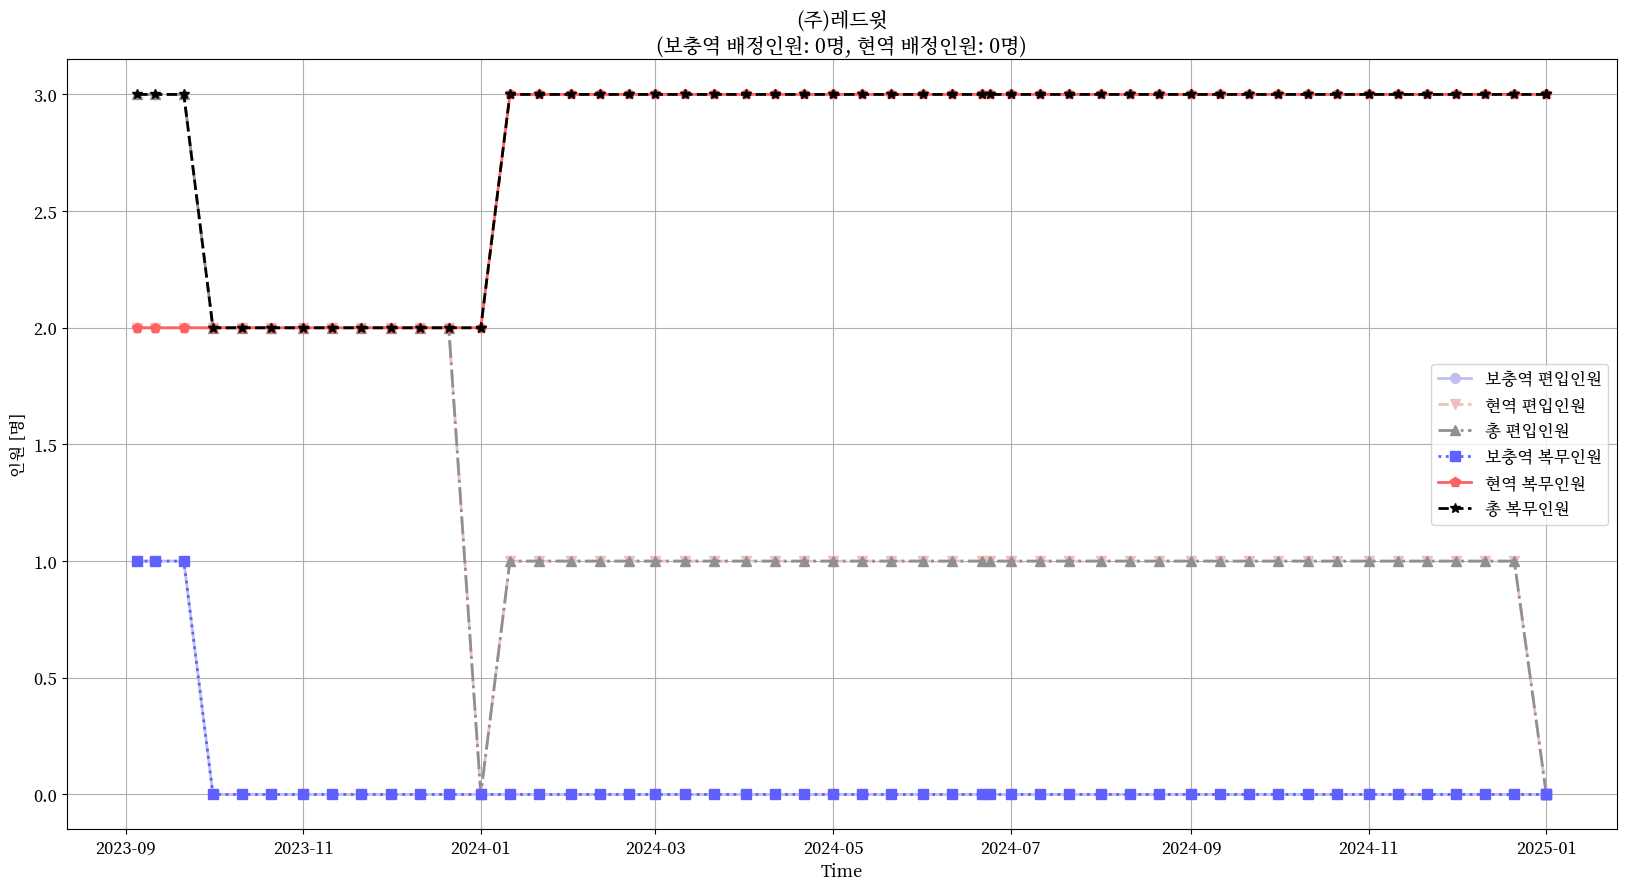 (주)레드윗
(보충역 배정인원: 0명, 현역 배정인원: 0명)
인원 [명]
3.0
2.5
2.0
1.5
1.0
0.5
0.0
보충역 편입인원
현역 편입인원
총 편입인원
보충역 복무인원
현역 복무인원
총 복무인원
2023-09 2023-11 2024-01 2024-03 2024-05 2024-07 2024-09 2024-11 2025-01
Time